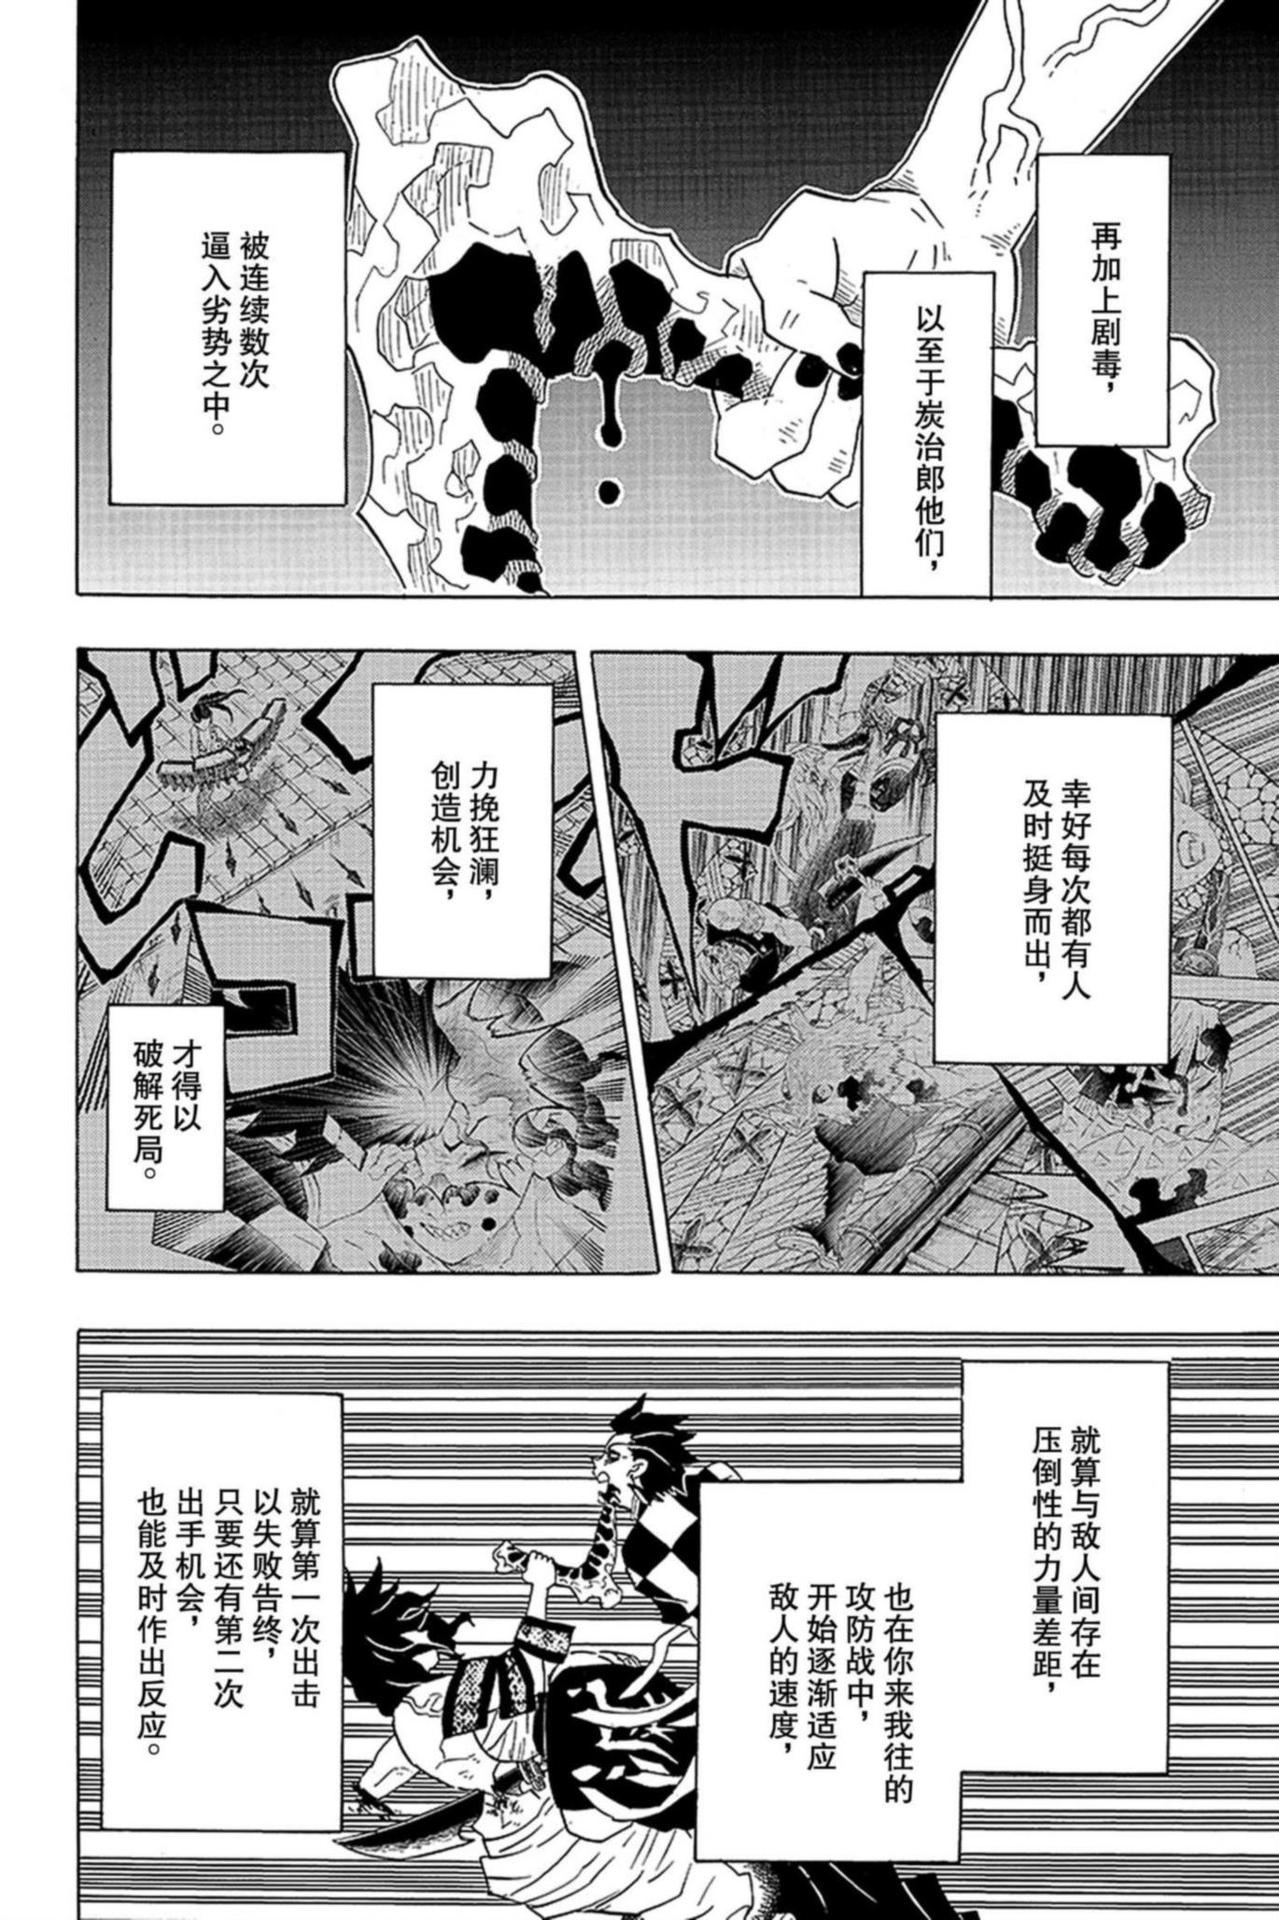 再加上剧毒，
以至于炭治郎他们，
被连续数次
逼入劣势之中。
幸好每次都有人
及时挺身而出，
力挽狂澜，
创造机会，
才得以
破解死局。
就算与敌人间存在
压倒性的力量差距，
也在你来我往的
攻防战中，
开始逐渐适应
敌人的速度，
就算第一次出击
以失败告终，
只要还有第二次
出手机会，
也能及时作出反应。